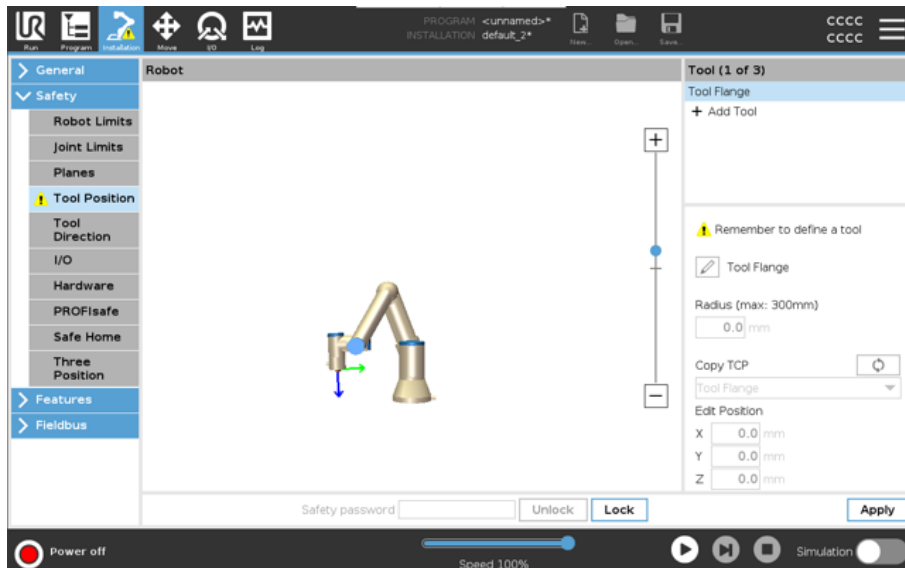 PROGRAM <unnamed>*
INSTALLATION default_2*
UR
Run
Program
Installation
Move
I/O
Log
New...
Open...
Save...
CCCC
CCCC
General
Safety
Robot Limits
Joint Limits
Planes
Tool Position
Tool
Direction
I/O
Hardware
PROFIsafe
Safe Home
Three
Position
Features
Fieldbus
Robot
Tool (1 of 3)
Tool Flange
+ Add Tool
Remember to define a tool
Tool Flange
Radius (max: 300mm)
0.0 mm
Copy TCP
Tool Flange
Edit Position
X 0.0 mm
Y 0.0 mm
Z 0.0 mm
Safety password
Unlock
Lock
Apply
Power off
Speed 100%
Simulation